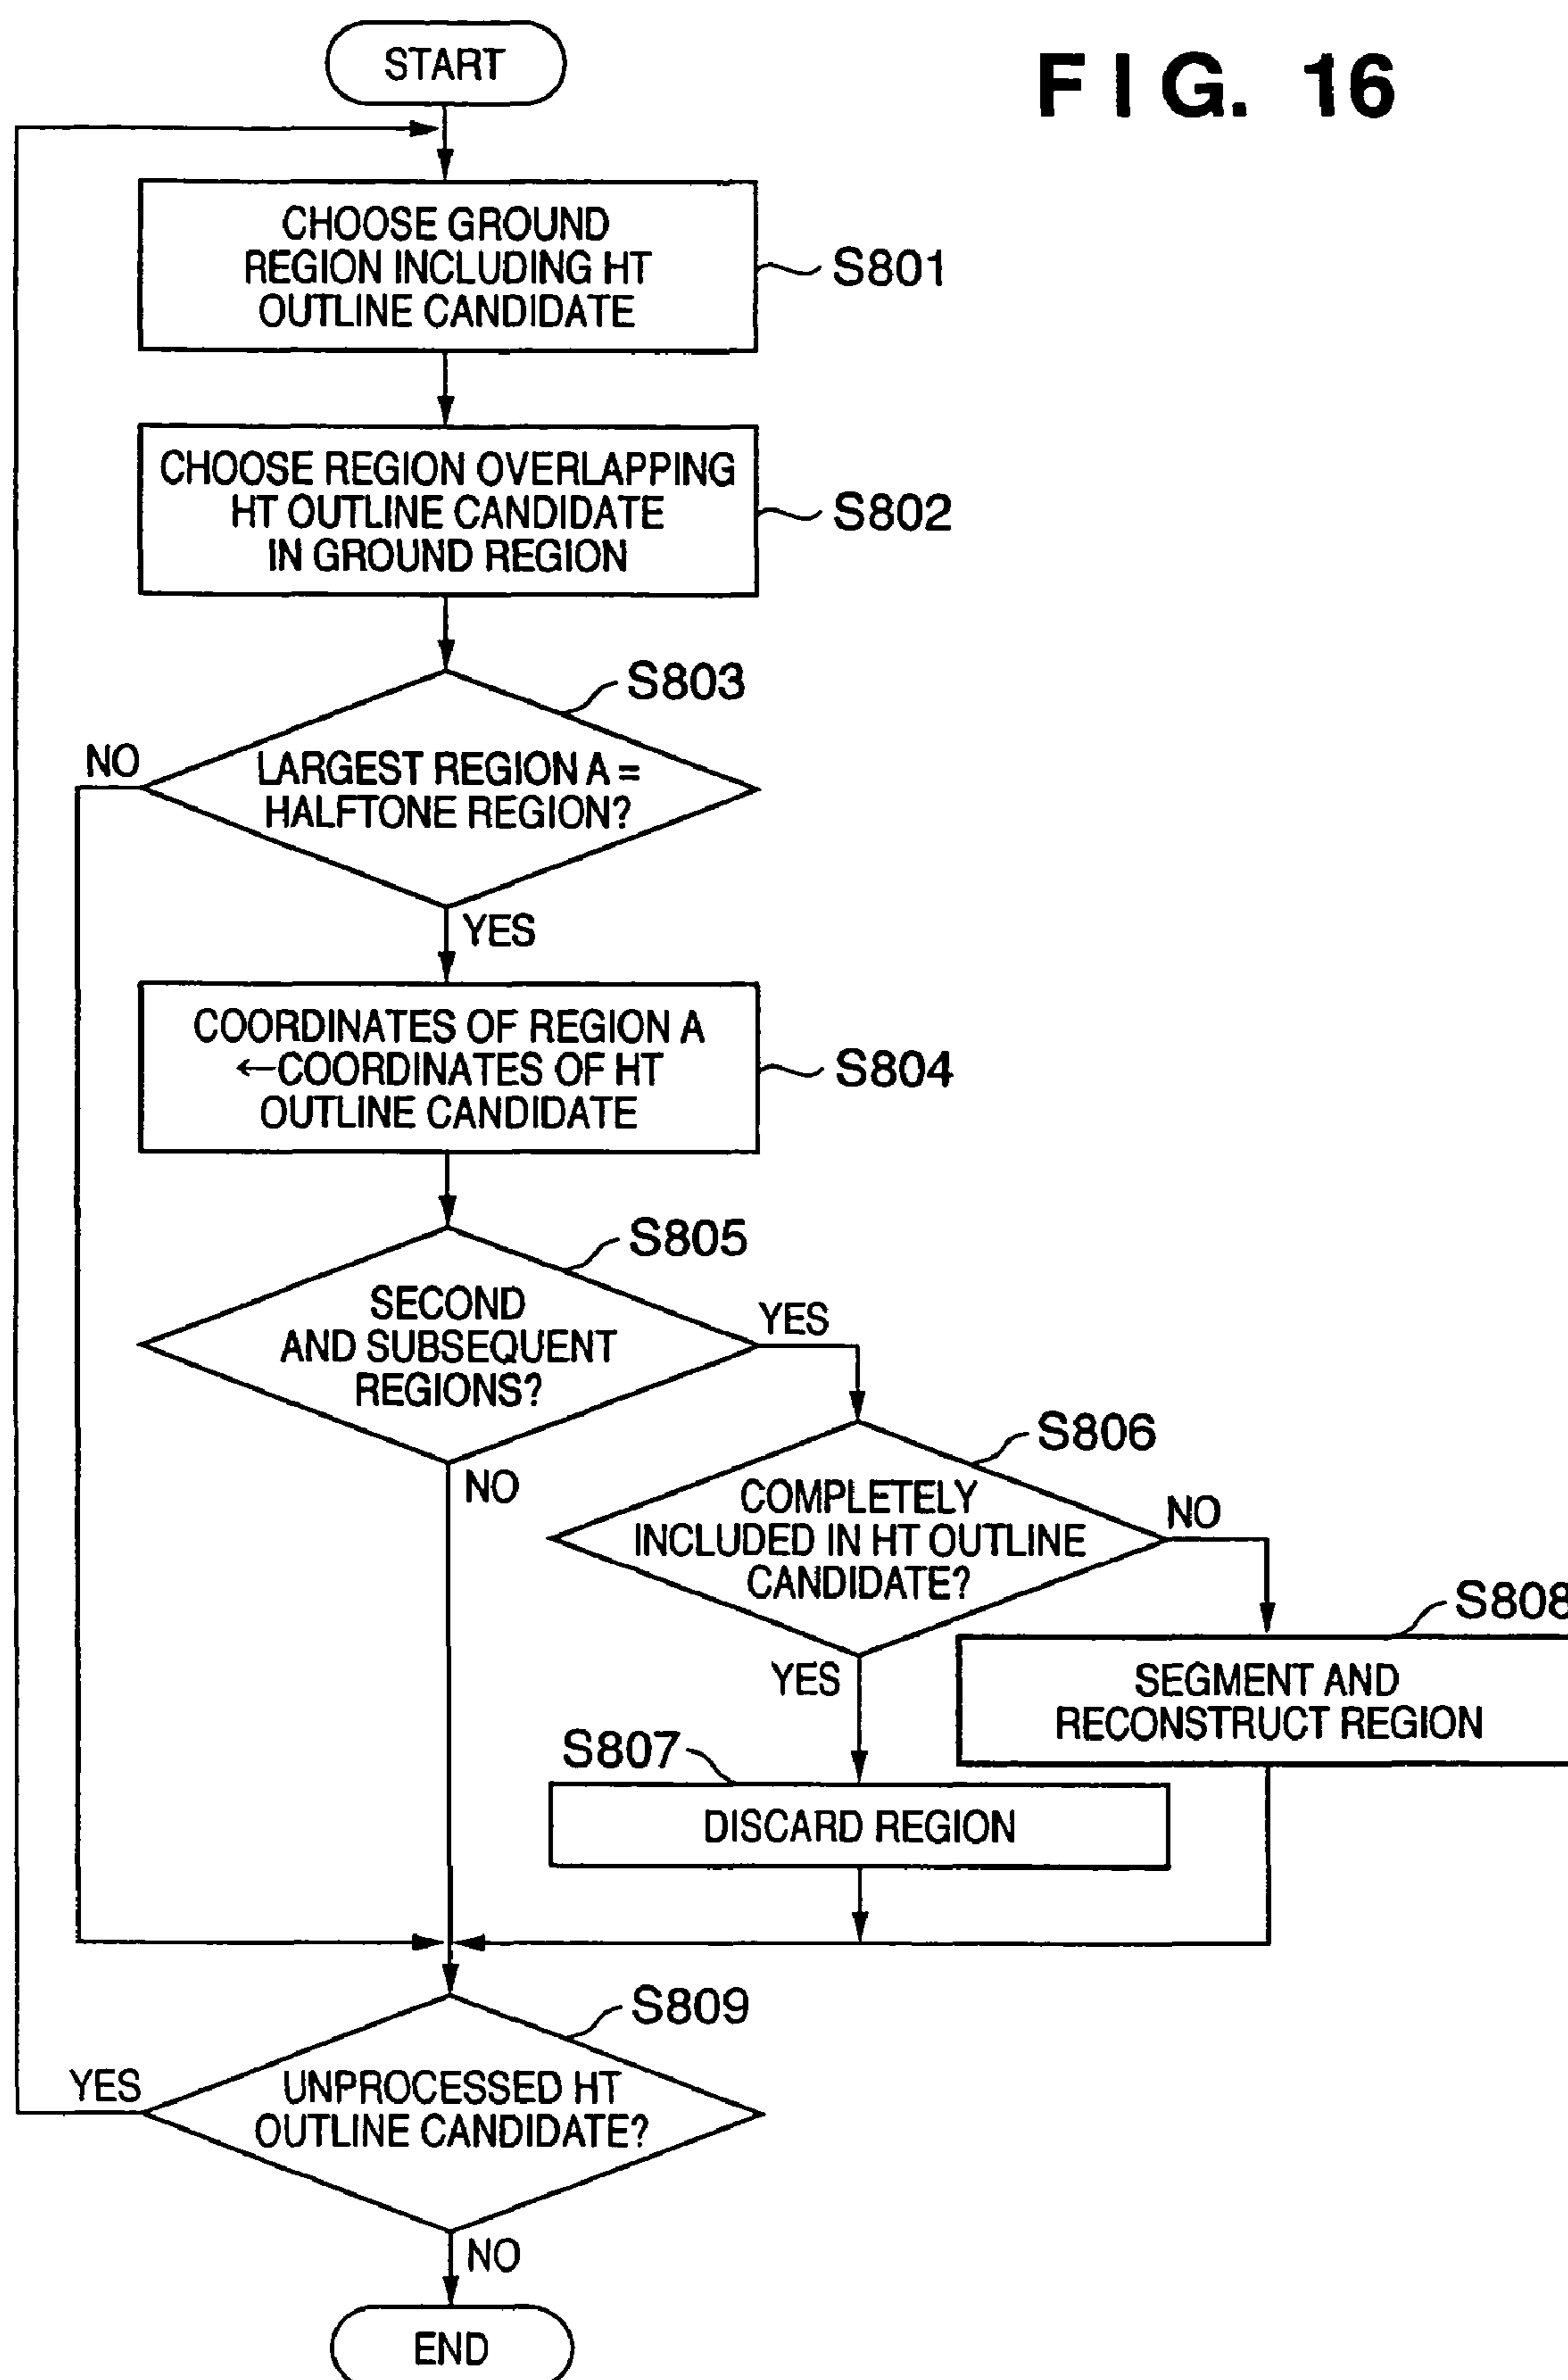 START
FIG. 16
CHOOSE GROUND
REGION INCLUDING HT
OUTLINE CANDIDATE
S801
CHOOSE REGION OVERLAPPING
HT OUTLINE CANDIDATE
IN GROUND REGION
S802
S803
NO
LARGEST REGION A =
HALFTONE REGION?
YES
COORDINATES OF REGION A
←COORDINATES OF HT
OUTLINE CANDIDATE
S804
S805
SECOND
AND SUBSEQUENT
REGIONS?
YES
NO
S806
COMPLETELY
INCLUDED IN HT OUTLINE
CANDIDATE?
NO
YES
S808
SEGMENT AND
RECONSTRUCT REGION
S807
DISCARD REGION
S809
YES
UNPROCESSED HT
OUTLINE CANDIDATE?
NO
END